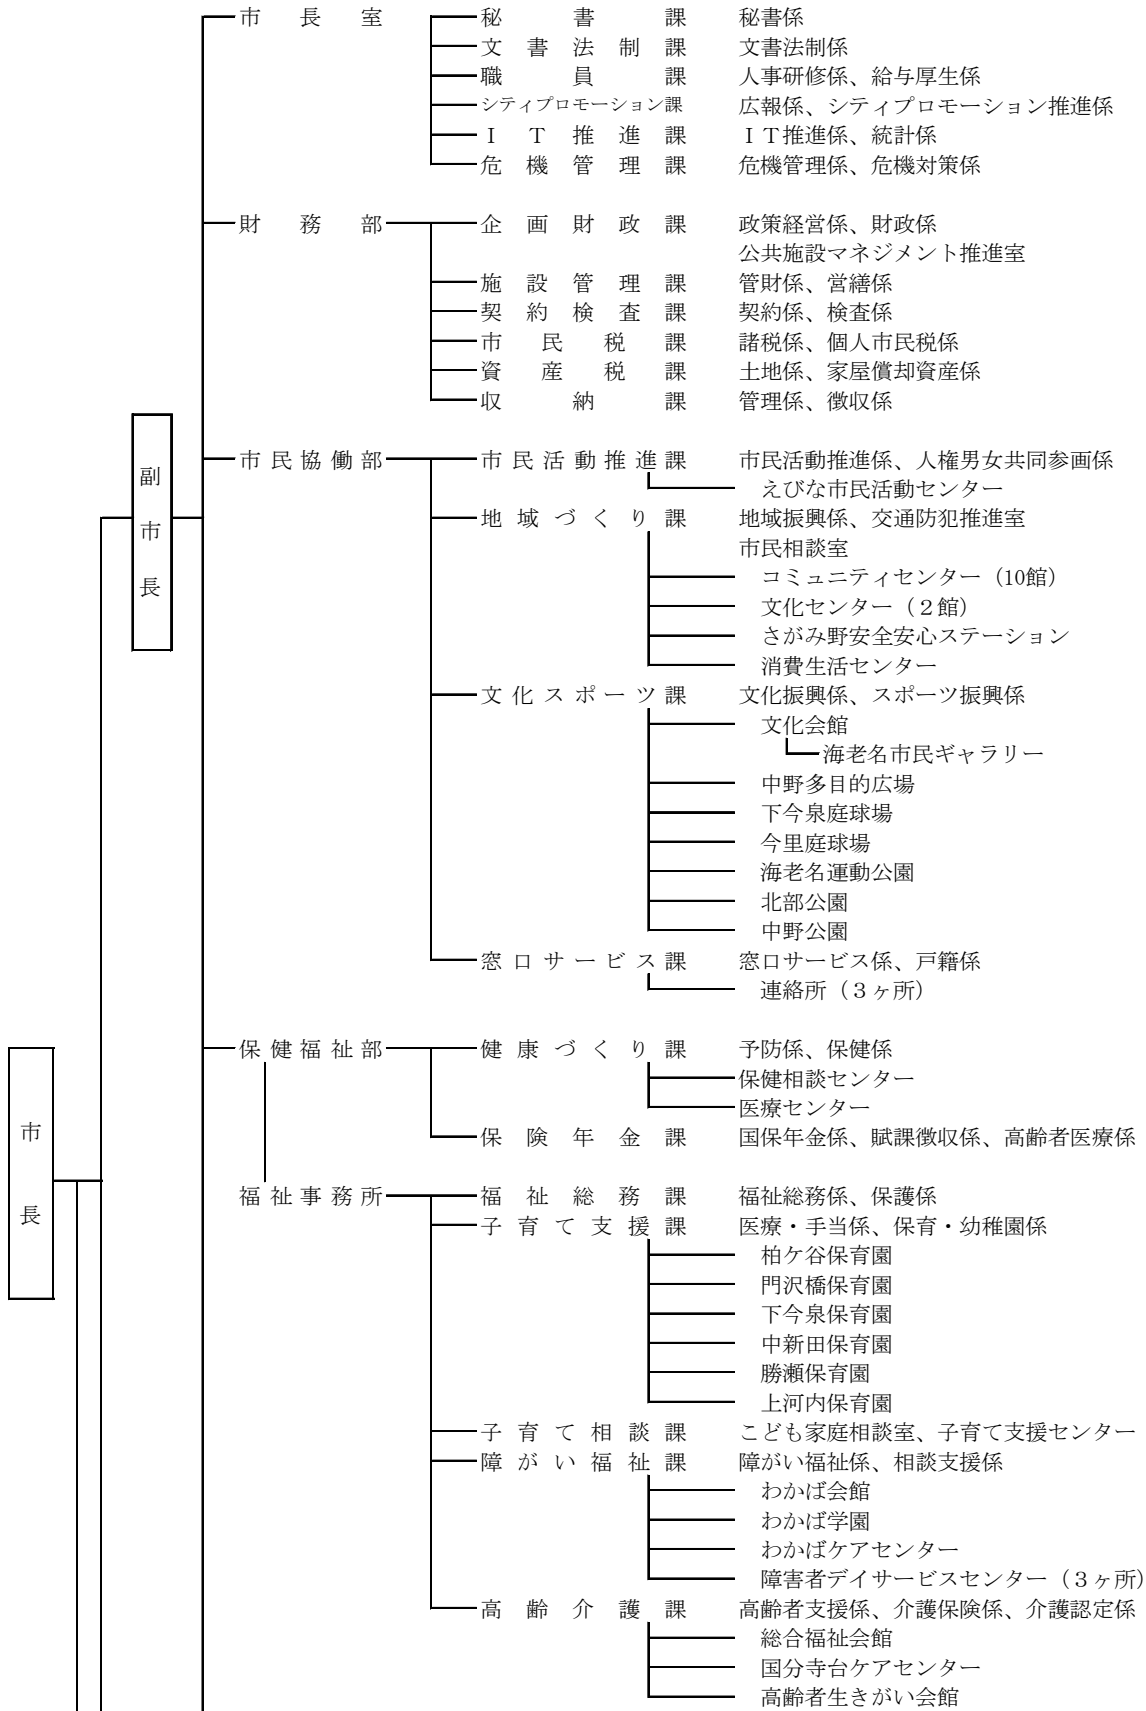 市長室 秘書課 秘書係
文書法制課 文書法制係
職員課 人事研修係、給与厚生係
シティプロモーション課 広報係、シティプロモーション推進係
ＩＴ推進課 ＩＴ推進係、統計係
危機管理課 危機管理係、危機対策係
財務部 企画財政課 政策経営係、財政係
公共施設マネジメント推進室
施設管理課 管財係、営繕係
契約検査課 契約係、検査係
市民税課 諸税係、個人市民税係
資産税課 土地係、家屋償却資産係
収納課 管理係、徴収係
副市長
市民協働部 市民活動推進課 市民活動推進係、人権男女共同参画係
えびな市民活動センター
地域づくり課 地域振興係、交通防犯推進室
市民相談室
コミュニティセンター（10館）
文化センター（２館）
さがみ野安全安心ステーション
消費生活センター
文化スポーツ課 文化振興係、スポーツ振興係
文化会館
海老名市民ギャラリー
中野多目的広場
下今泉庭球場
今里庭球場
海老名運動公園
北部公園
中野公園
窓口サービス課 窓口サービス係、戸籍係
連絡所（３ヶ所）
市長
保健福祉部 健康づくり課 予防係、保健係
保健相談センター
医療センター
保険年金課 国保年金係、賦課徴収係、高齢者医療係
福祉事務所 福祉総務課 福祉総務係、保護係
子育て支援課 医療・手当係、保育・幼稚園係
柏ケ谷保育園
門沢橋保育園
下今泉保育園
中新田保育園
勝瀬保育園
上河内保育園
子育て相談課 こども家庭相談室、子育て支援センター
障がい福祉課 障がい福祉係、相談支援係
わかば会館
わかば学園
わかばケアセンター
障害者デイサービスセンター（３ヶ所）
高齢介護課 高齢者支援係、介護保険係、介護認定係
総合福祉会館
国分寺台ケアセンター
高齢者生きがい会館